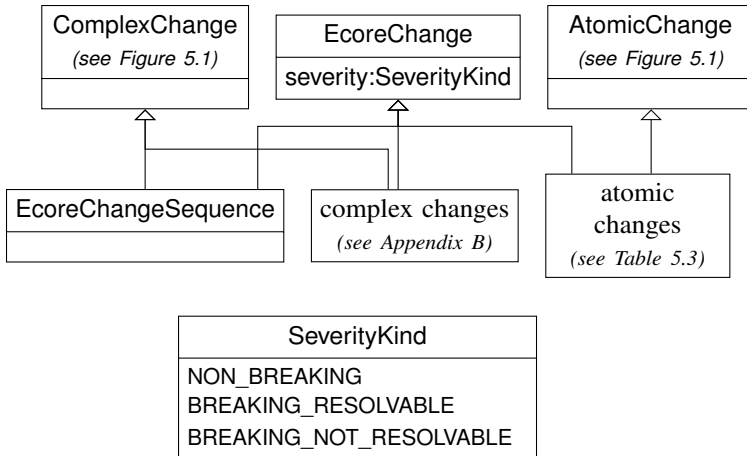 ComplexChange
(see Figure 5.1)
EcoreChange
severity:SeverityKind
AtomicChange
(see Figure 5.1)
EcoreChangeSequence
complex changes
(see Appendix B)
atomic
changes
(see Table 5.3)
SeverityKind
NON_BREAKING
BREAKING_RESOLVABLE
BREAKING_NOT_RESOLVABLE